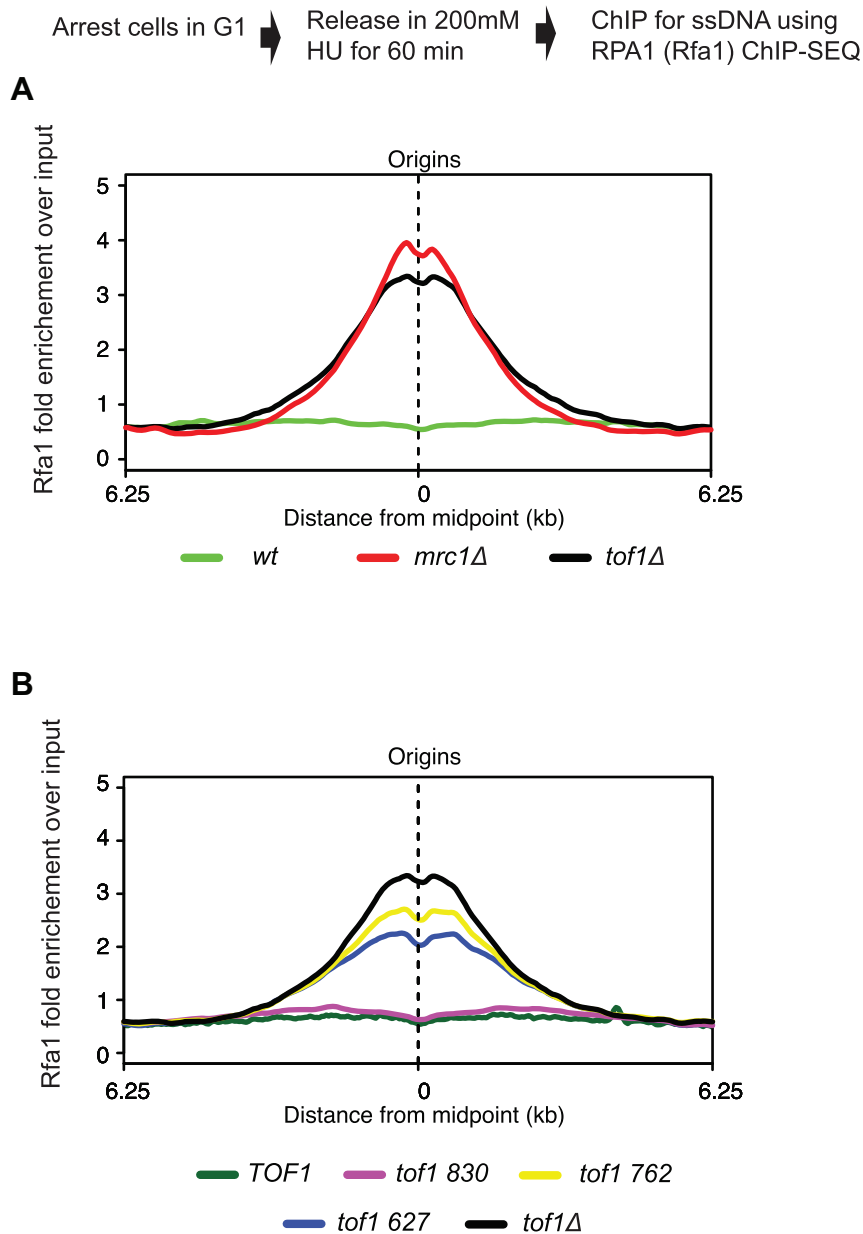 Arrest cells in G1
Release in 200mM
HU for 60 min
ChIP for ssDNA using
RPA1 (Rfa1) ChIP-SEQ
A
Origins
Rfa1 fold enrichement over input
5
4
3
2
1
0
6.25
0
6.25
Distance from midpoint (kb)
wt
mrc1Δ
tof1Δ
B
Origins
Rfa1 fold enrichement over input
5
4
3
2
1
0
6.25
0
6.25
Distance from midpoint (kb)
TOF1
tof1 830
tof1 762
tof1 627
tof1Δ